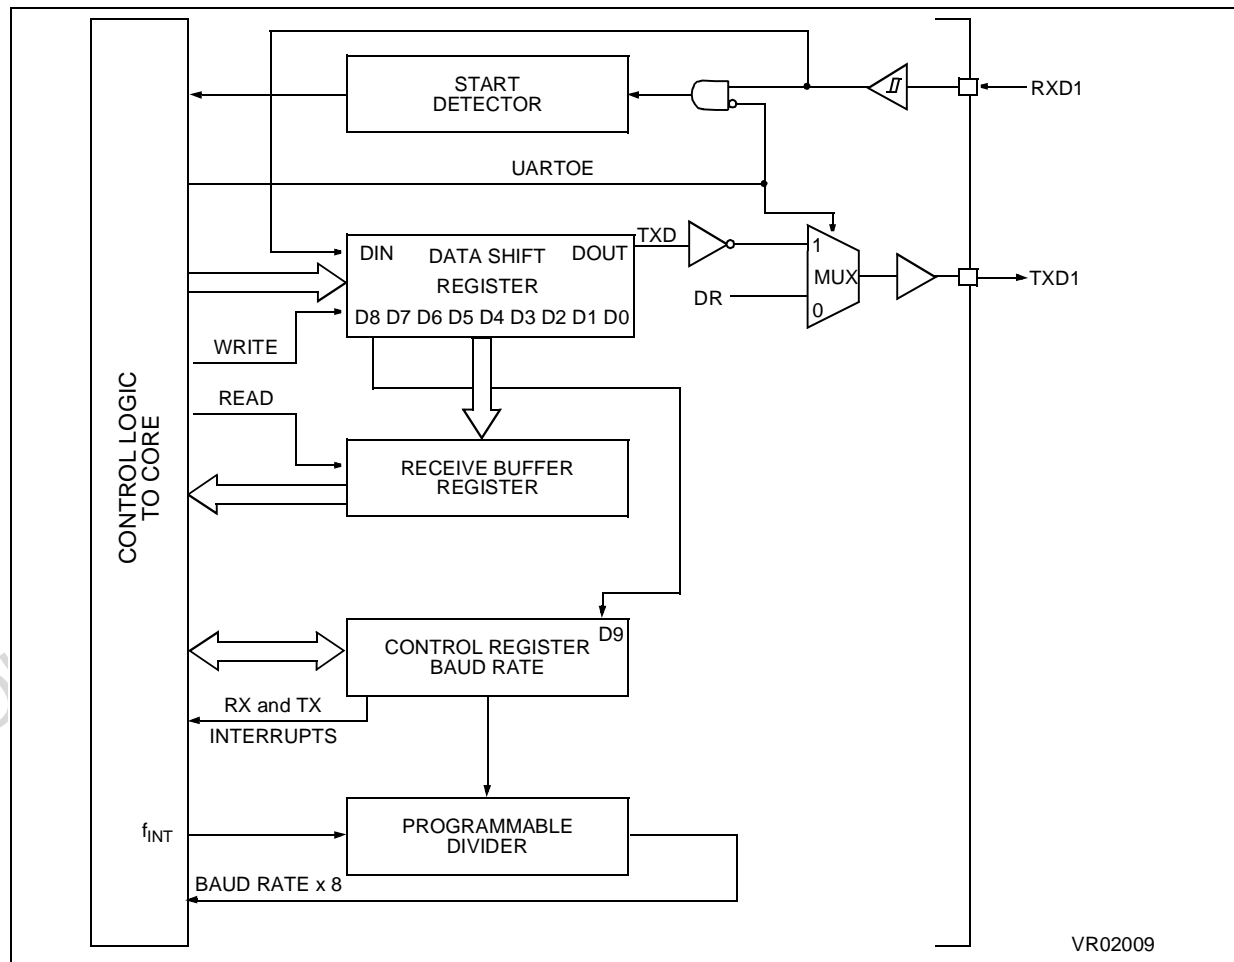 START
DETECTOR
RXD1
UARTOE
TXD
DIN DATA SHIFT DOUT
REGISTER
D8 D7 D6 D5 D4 D3 D2 D1 D0
1
MUX
0
DR
TXD1
WRITE
READ
CONTROL LOGIC
TO CORE
RECEIVE BUFFER
REGISTER
D9
CONTROL REGISTER
BAUD RATE
RX and TX
INTERRUPTS
fINT
PROGRAMMABLE
DIVIDER
BAUD RATE x 8
VR02009